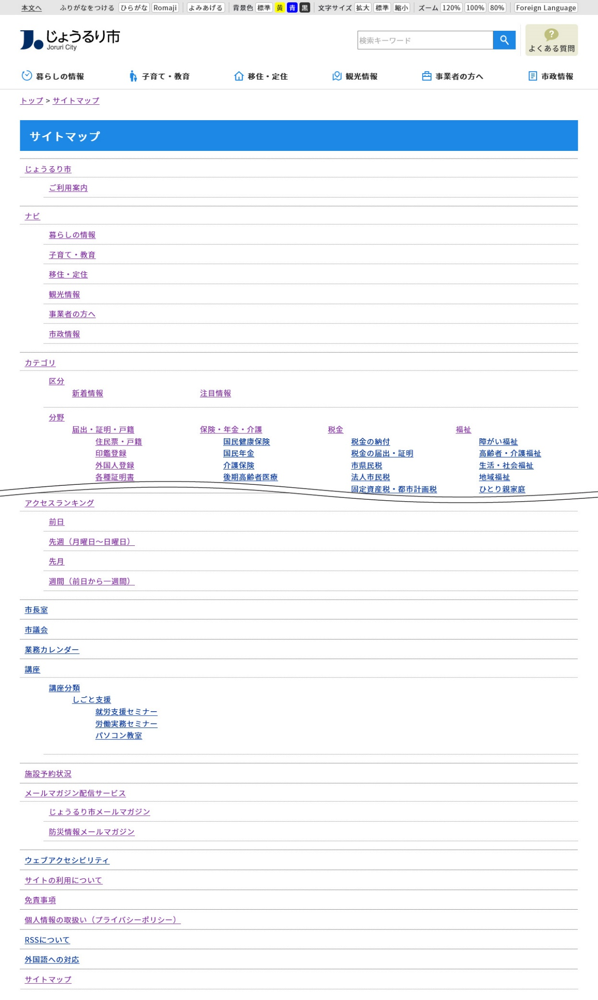 本文へ ふりがなをつける ひらがな Romaji よみあげる 背景色 標準 黄 青 黒 文字サイズ 拡大 標準 縮小 ズーム 120% 100% 80% Foreign Language
じょうるり市
Joruri City
検索キーワード
?
よくある質問
暮らしの情報 子育て・教育 移住・定住 観光情報 事業者の方へ 市政情報
トップ > サイトマップ
サイトマップ
じょうるり市
ご利用案内
ナビ
暮らしの情報
子育て・教育
移住・定住
観光情報
事業者の方へ
市政情報
カテゴリ
区分
新着情報 注目情報
分野
届出・証明・戸籍 保険・年金・介護 税金 福祉
住民票・戸籍 国民健康保険 税金の納付 障がい福祉
印鑑登録 国民年金 税金の届出・証明 高齢者・介護福祉
外国人登録 介護保険 市県民税 生活・社会福祉
各種証明書 後期高齢者医療 法人市民税 地域福祉
固定資産税・都市計画税 ひとり親家庭
アクセスランキング
前日
先週（月曜日～日曜日）
先月
週間（前日から一週間）
市長室
市議会
業務カレンダー
講座
講座分類
しごと支援
就労支援セミナー
労働実務セミナー
パソコン教室
施設予約状況
メールマガジン配信サービス
じょうるり市メールマガジン
防災情報メールマガジン
ウェブアクセシビリティ
サイトの利用について
免責事項
個人情報の取扱い（プライバシーポリシー）
RSSについて
外国語への対応
サイトマップ